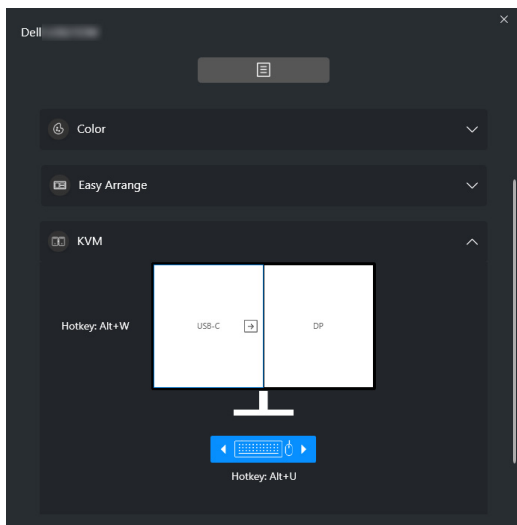 Dell
Color
Easy Arrange
KVM
Hotkey: Alt+W
USB-C
DP
Hotkey: Alt+U